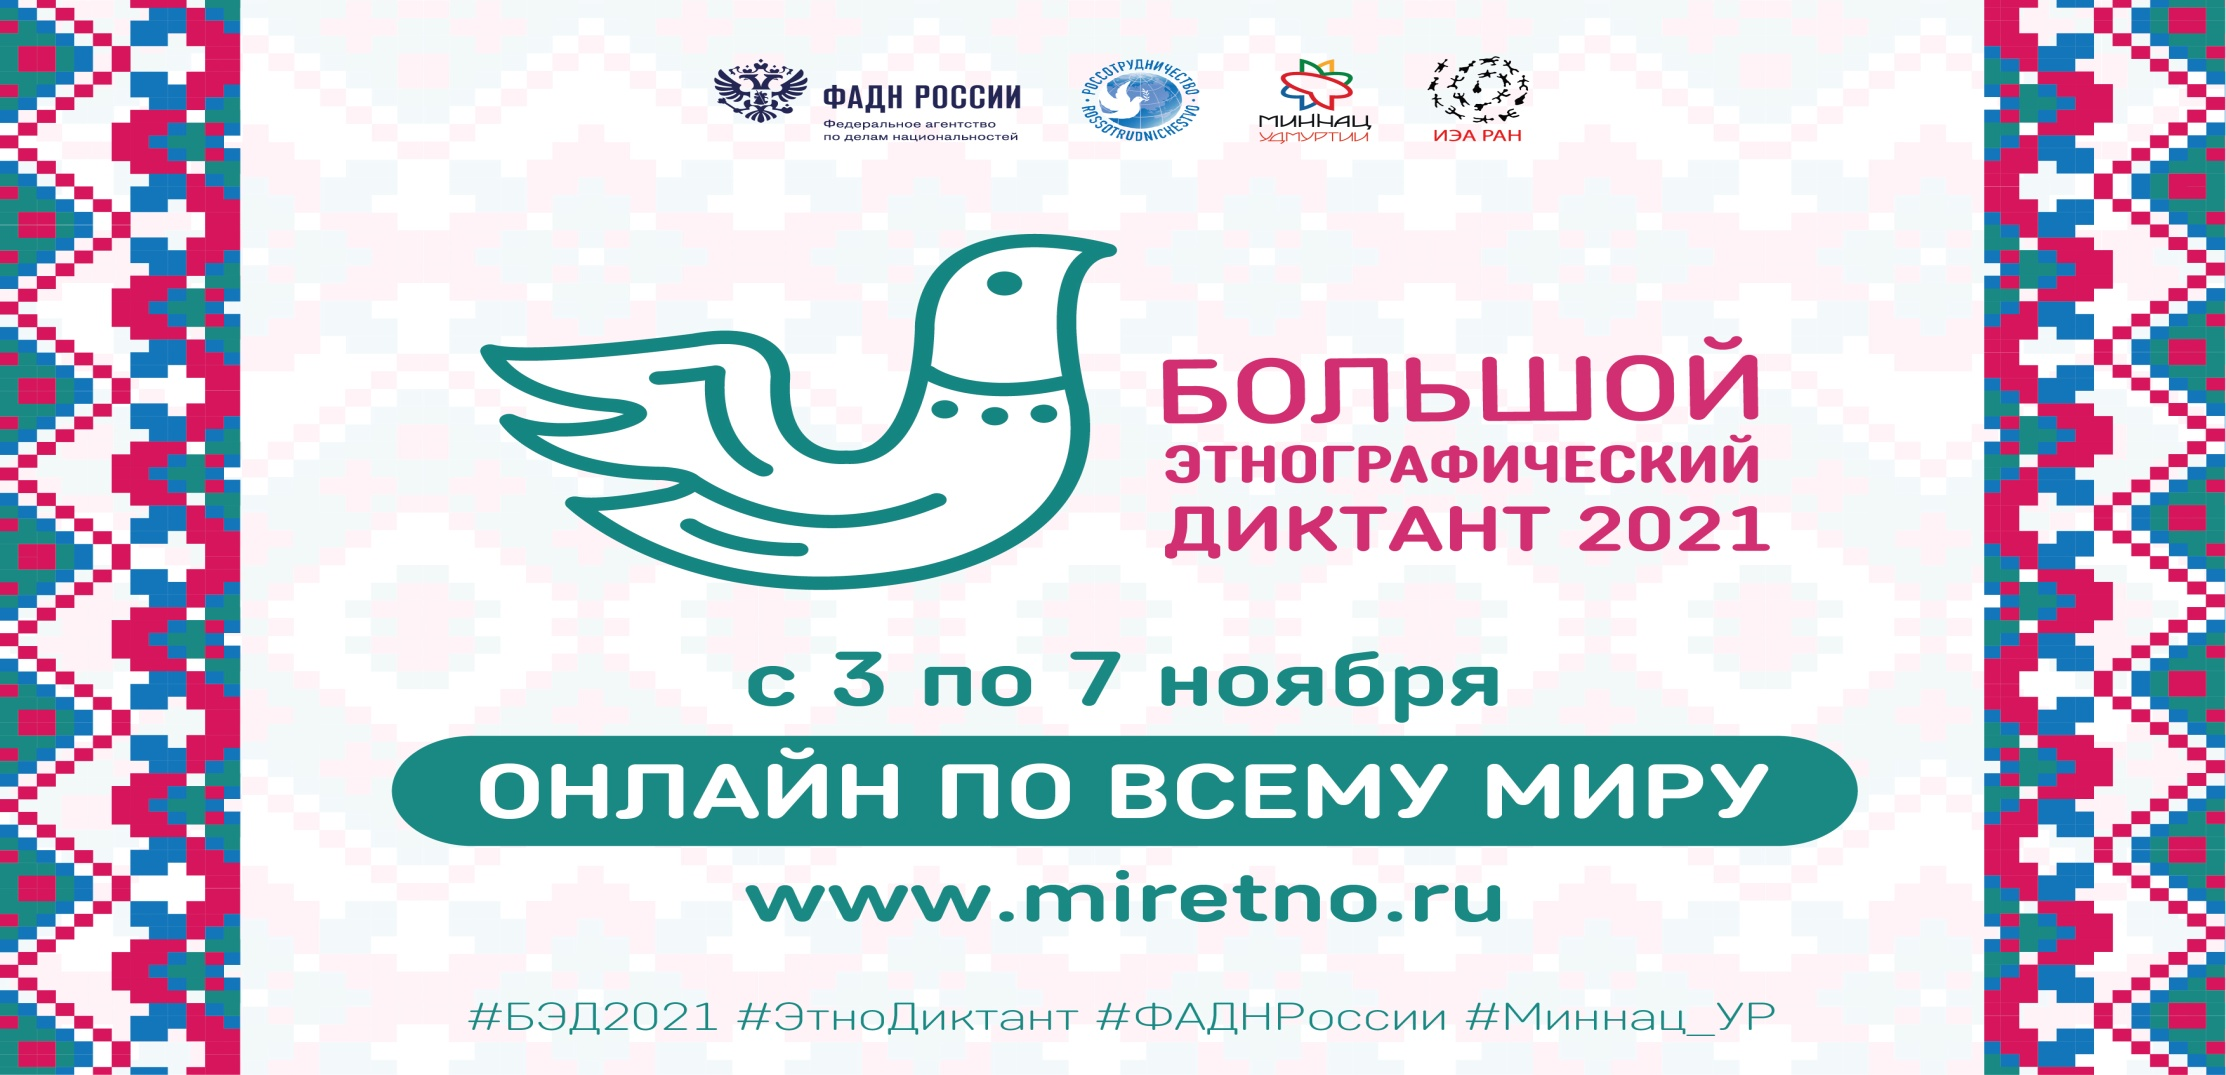 ФАДН РОССИИ
Федеральное агентство
по делам национальностей
РОССОТРУДНИЧЕСТВО
ROSSOTRUDNICHESTVO
МИННАЦ
УДМУРТИИ
ИЭА РАН
БОЛЬШОЙ
ЭТНОГРАФИЧЕСКИЙ
ДИКТАНТ 2021
с 3 по 7 ноября
ОНЛАЙН ПО ВСЕМУ МИРУ
www.miretno.ru
#БЭД2021 #ЭтноДиктант #ФАДНРоссии #Миннац_УР